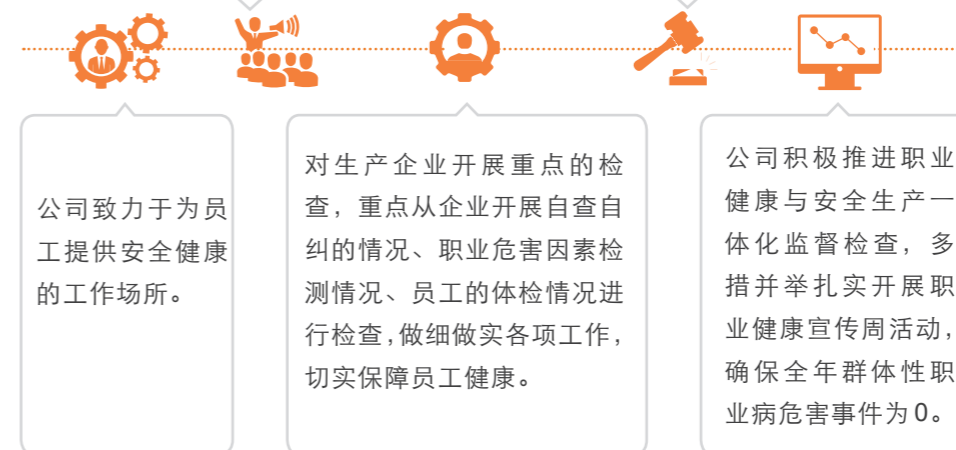 公司致力于为员
工提供安全健康
的工作场所。
对生产企业开展重点的检
查，重点从企业开展自查自
纠的情况、职业危害因素检
测情况、员工的体检情况进
行检查，做细做实各项工作，
切实保障员工健康。
公司积极推进职业
健康与安全生产一
体化监督检查，多
措并举扎实开展职
业健康宣传周活动，
确保全年群体性职
业病危害事件为0。